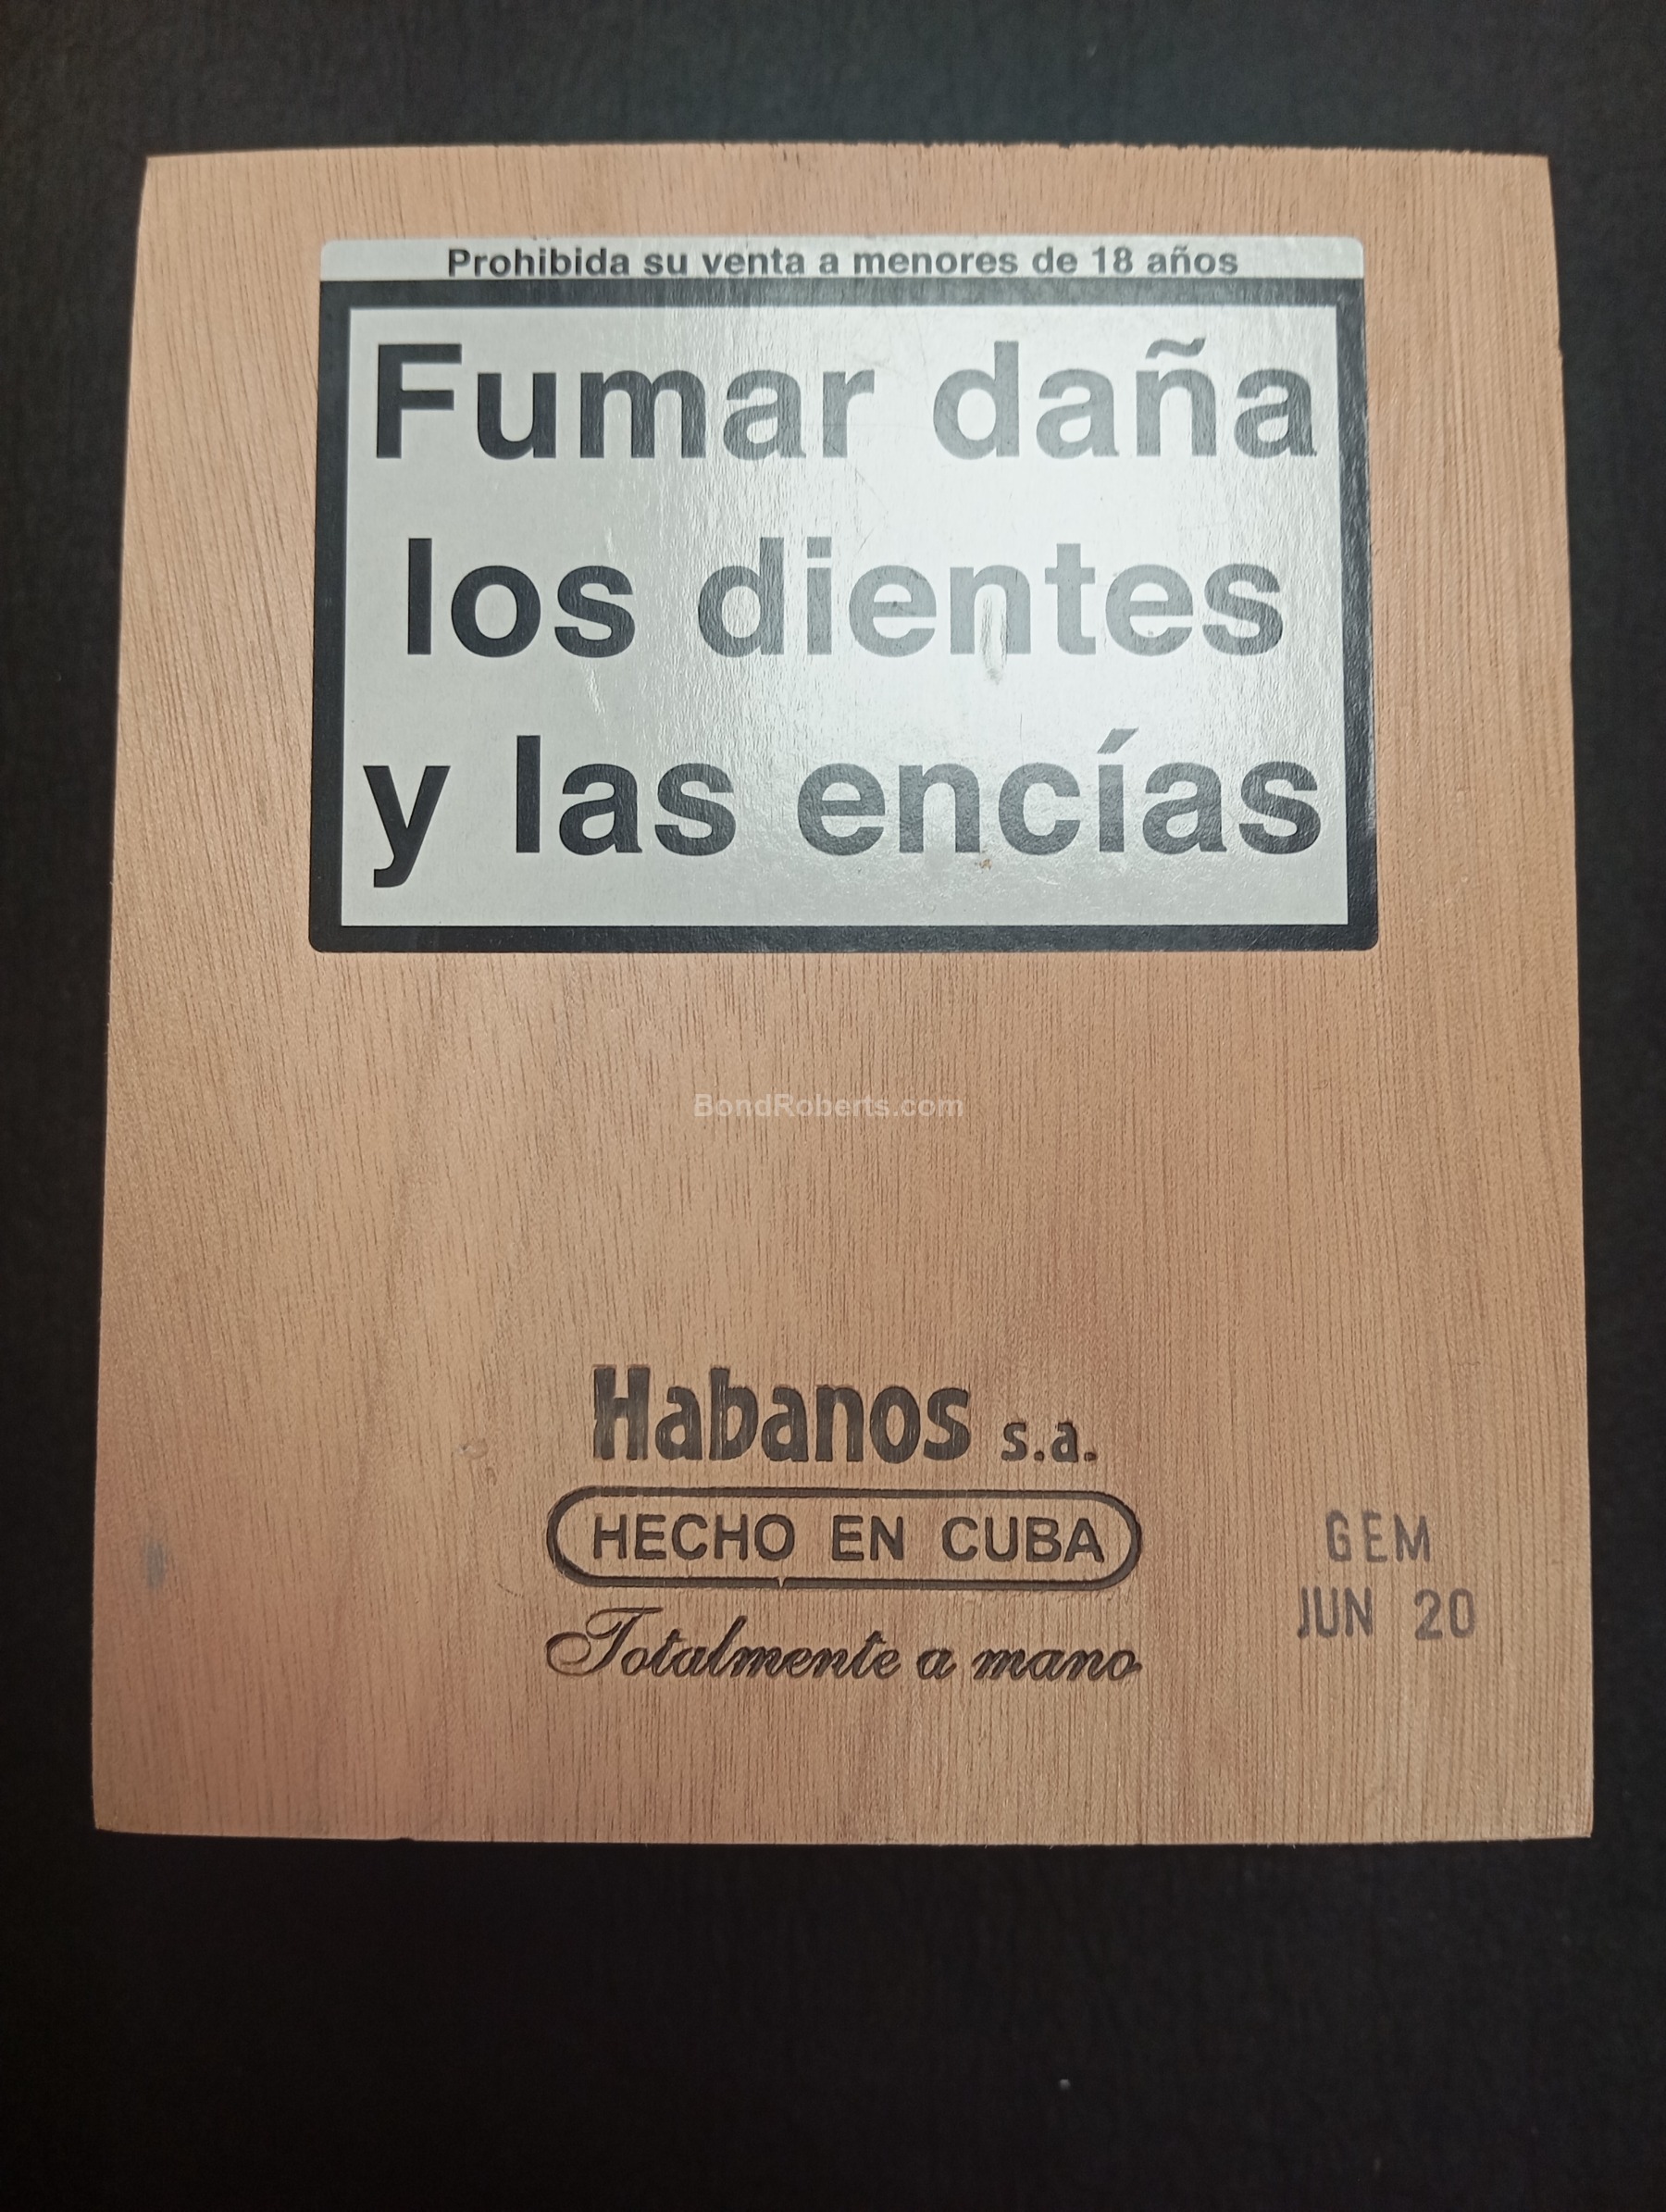 Prohibida su venta a menores de 18 años
Fumar daña
los dientes
y las encías
BondRoberts.com
Habanos s.a.
HECHO EN CUBA
Totalmente a mano
GEM
JUN 20